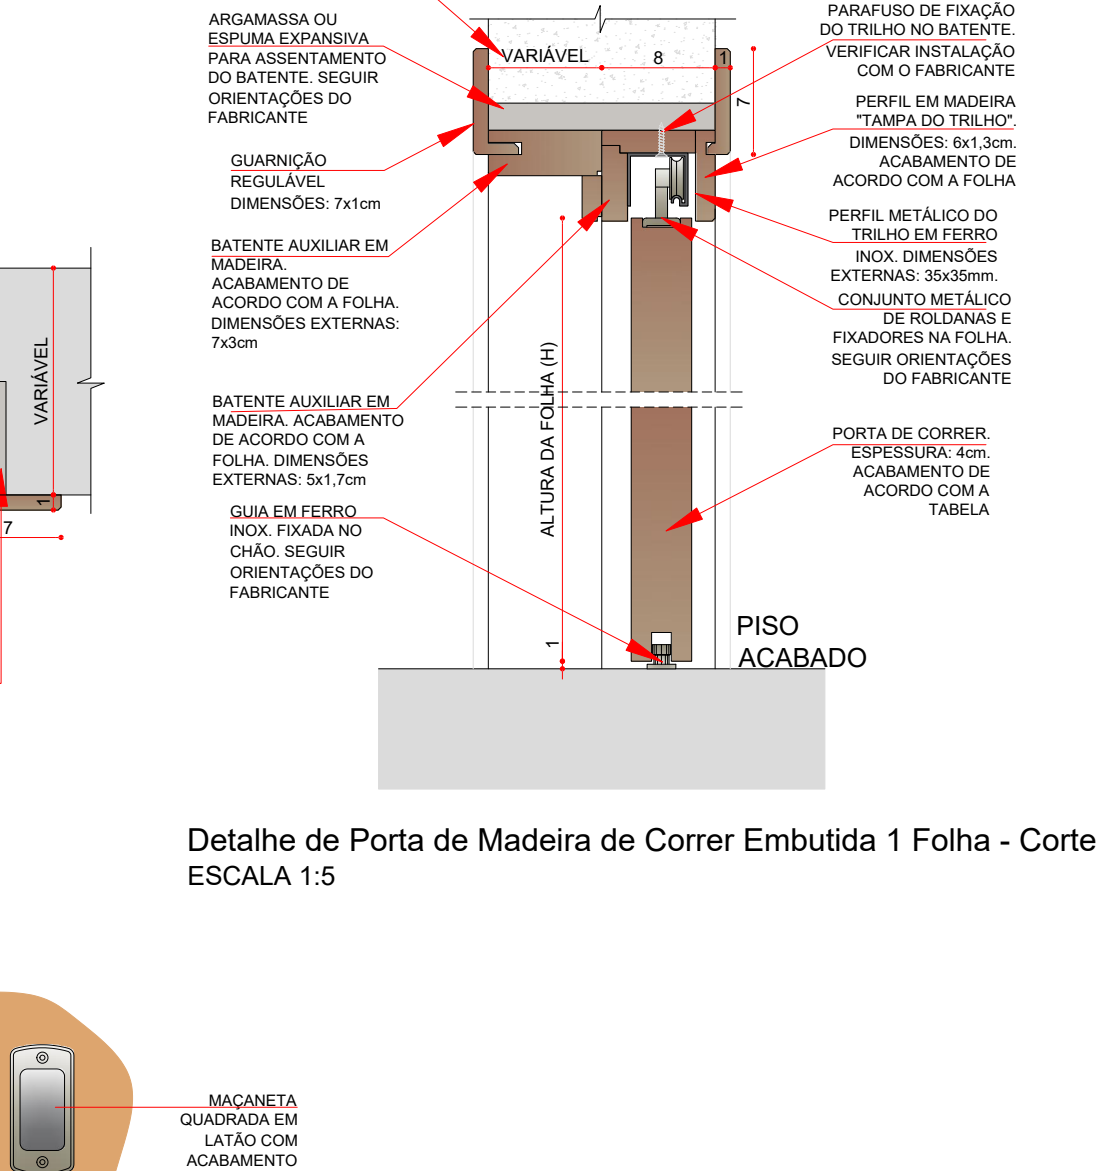 ARGAMASSA OU
ESPUMA EXPANSIVA
PARA ASSENTAMENTO
DO BATENTE. SEGUIR
ORIENTAÇÕES DO
FABRICANTE
GUARNIÇÃO
REGULÁVEL
DIMENSÕES: 7x1cm
BATENTE AUXILIAR EM
MADEIRA.
ACABAMENTO DE
ACORDO COM A FOLHA.
DIMENSÕES EXTERNAS:
7x3cm
BATENTE AUXILIAR EM
MADEIRA. ACABAMENTO
DE ACORDO COM A
FOLHA. DIMENSÕES
EXTERNAS: 5x1,7cm
GUIA EM FERRO
INOX. FIXADA NO
CHÃO. SEGUIR
ORIENTAÇÕES DO
FABRICANTE
VARIÁVEL
1
7
VARIÁVEL
8
1
7
ALTURA DA FOLHA (H)
1
PARAFUSO DE FIXAÇÃO
DO TRILHO NO BATENTE.
VERIFICAR INSTALAÇÃO
COM O FABRICANTE
PERFIL EM MADEIRA
"TAMPA DO TRILHO".
DIMENSÕES: 6x1,3cm.
ACABAMENTO DE
ACORDO COM A FOLHA
PERFIL METÁLICO DO
TRILHO EM FERRO
INOX. DIMENSÕES
EXTERNAS: 35x35mm.
CONJUNTO METÁLICO
DE ROLDANAS E
FIXADORES NA FOLHA.
SEGUIR ORIENTAÇÕES
DO FABRICANTE
PORTA DE CORRER.
ESPESSURA: 4cm.
ACABAMENTO DE
ACORDO COM A
TABELA
PISO
ACABADO
Detalhe de Porta de Madeira de Correr Embutida 1 Folha - Corte
ESCALA 1:5
MAÇANETA
QUADRADA EM
LATÃO COM
ACABAMENTO